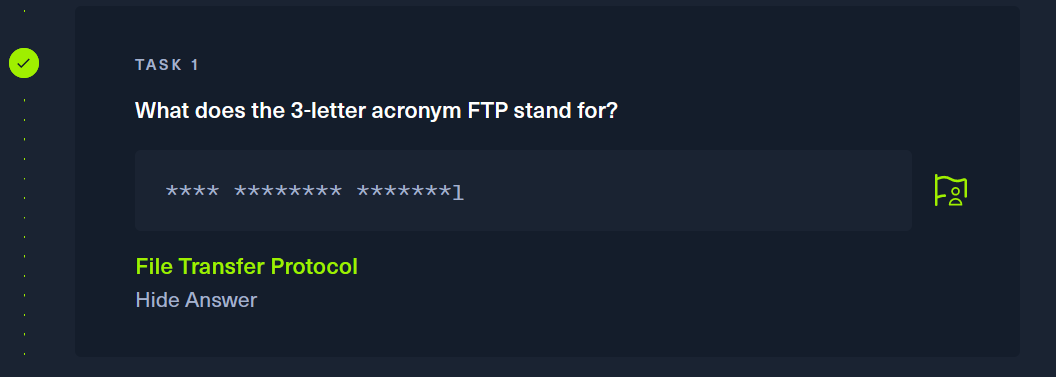 TASK 1
What does the 3-letter acronym FTP stand for?
**** ******** *******l
File Transfer Protocol
Hide Answer